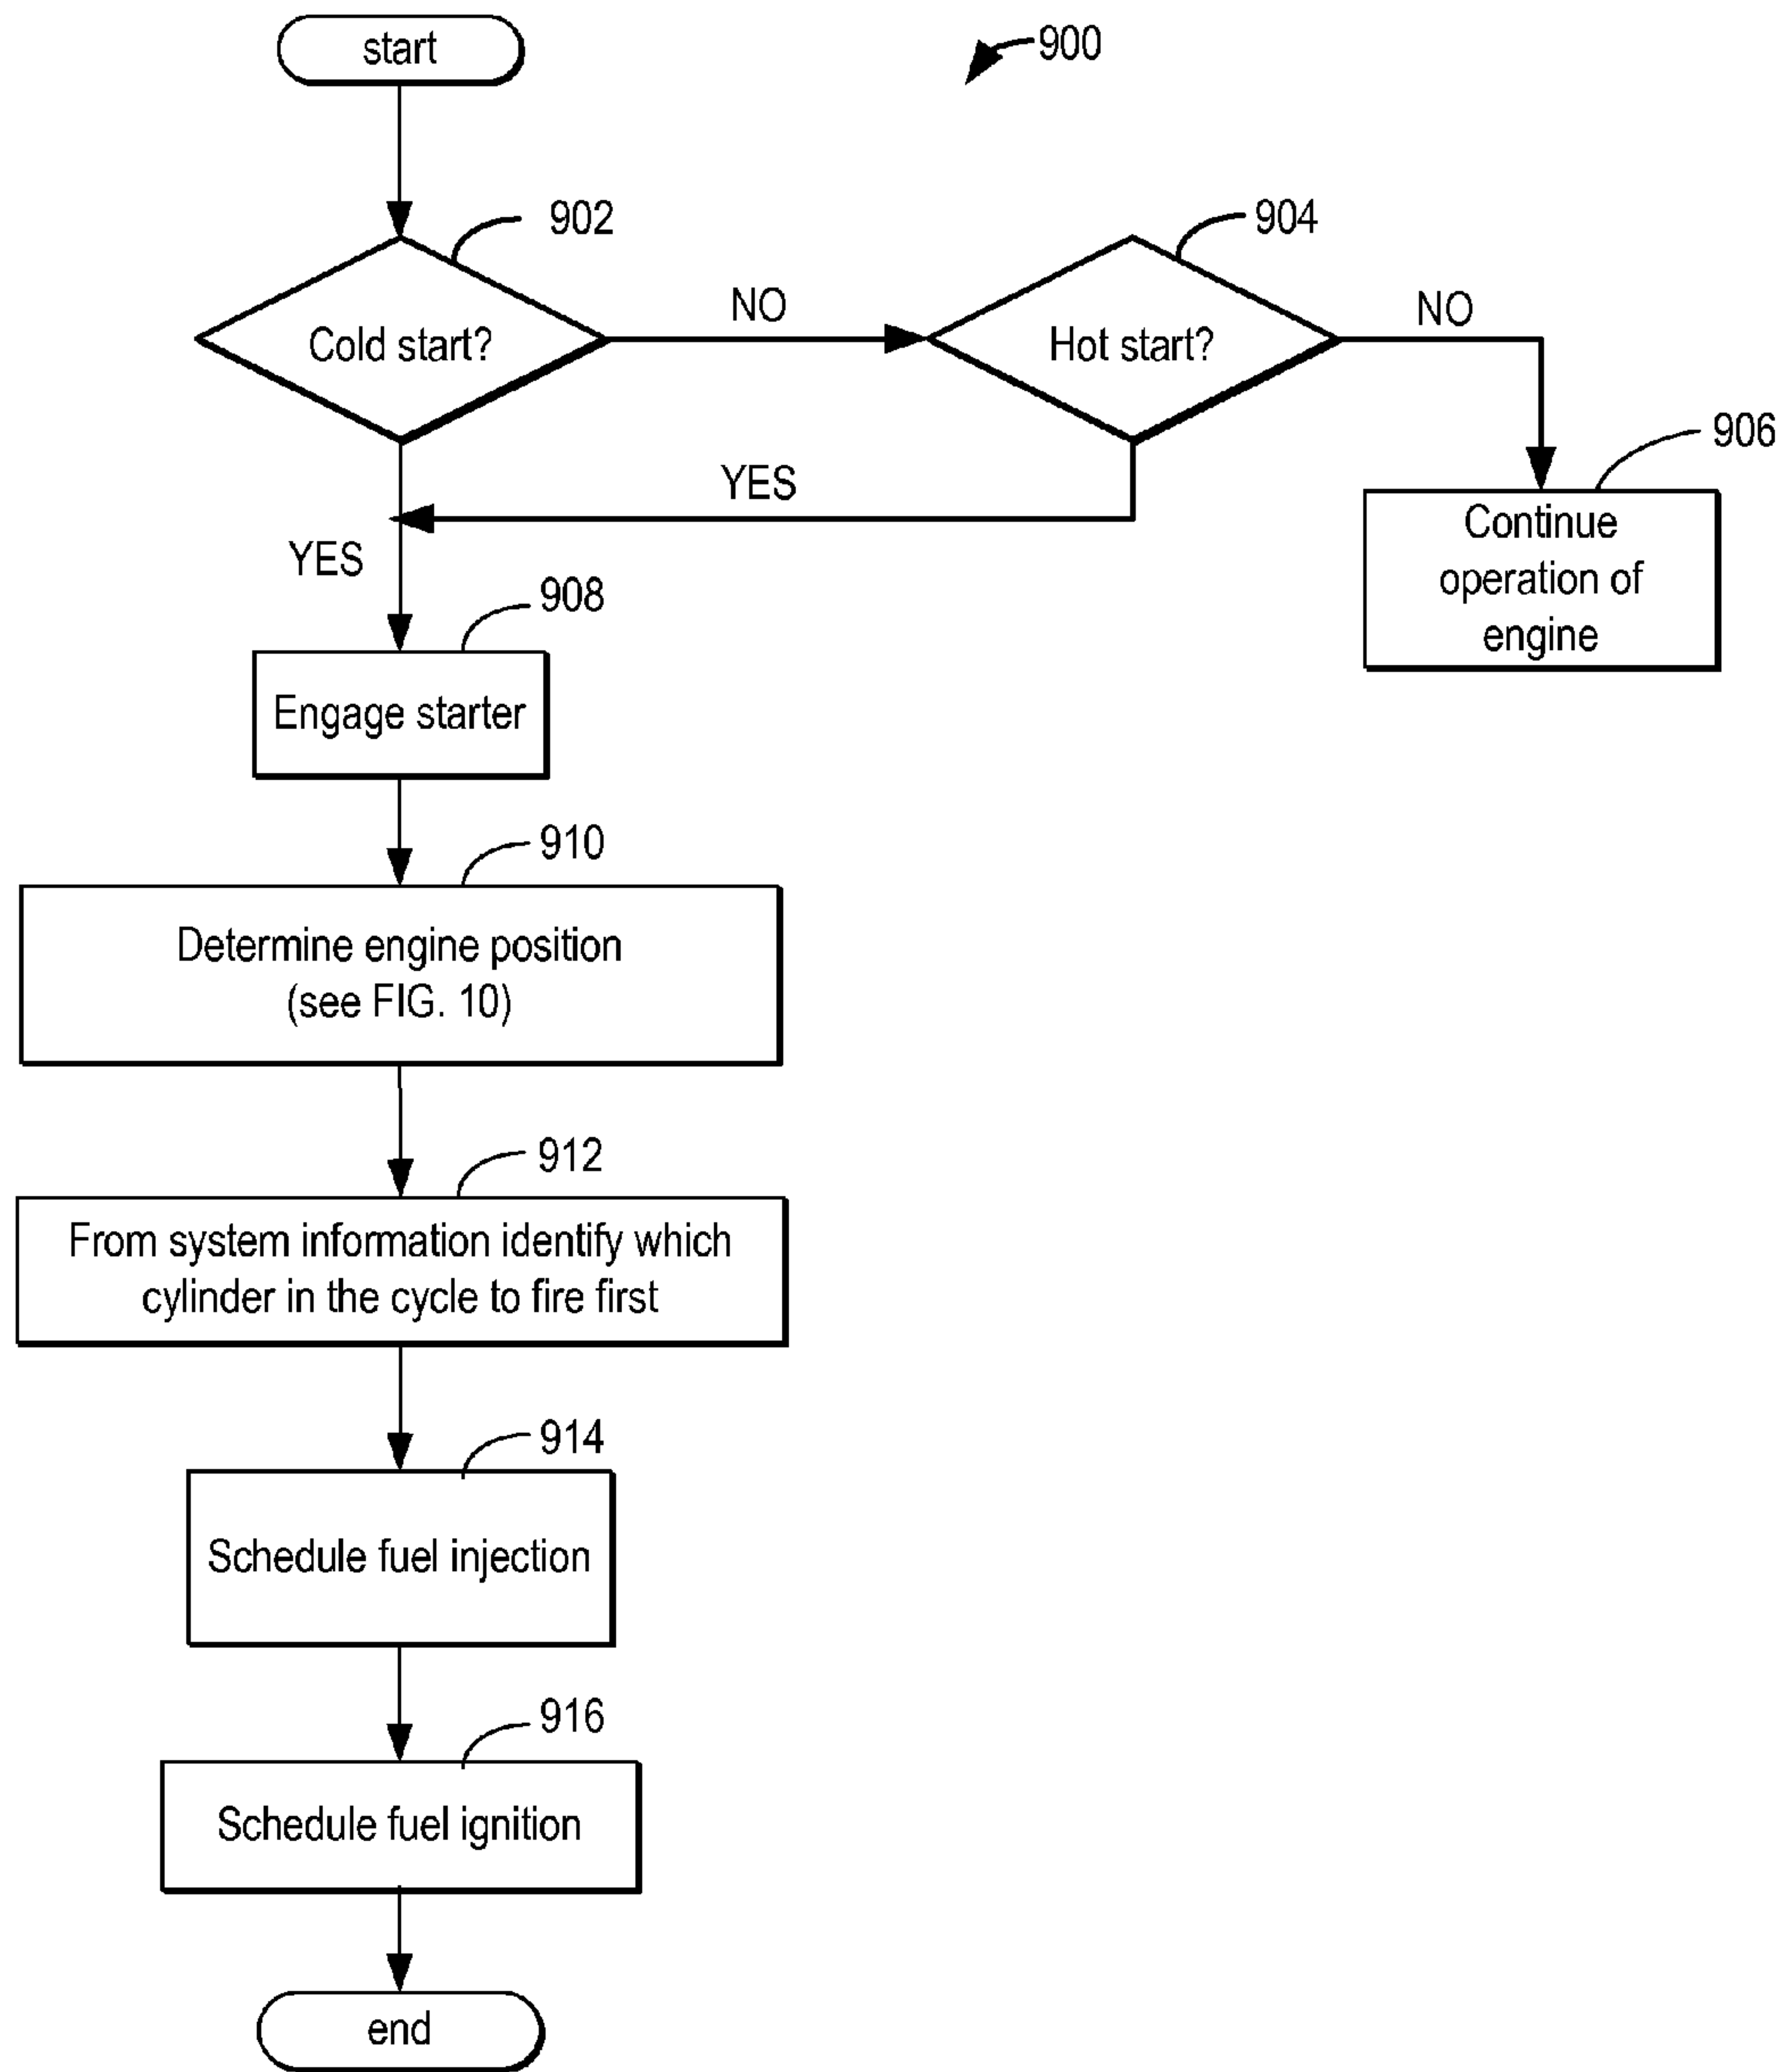 start
900
902
904
Cold start?
NO
Hot start?
NO
906
YES
YES
Continue
operation of
engine
908
Engage starter
910
Determine engine position
(see FIG. 10)
912
From system information identify which
cylinder in the cycle to fire first
914
Schedule fuel injection
916
Schedule fuel ignition
end